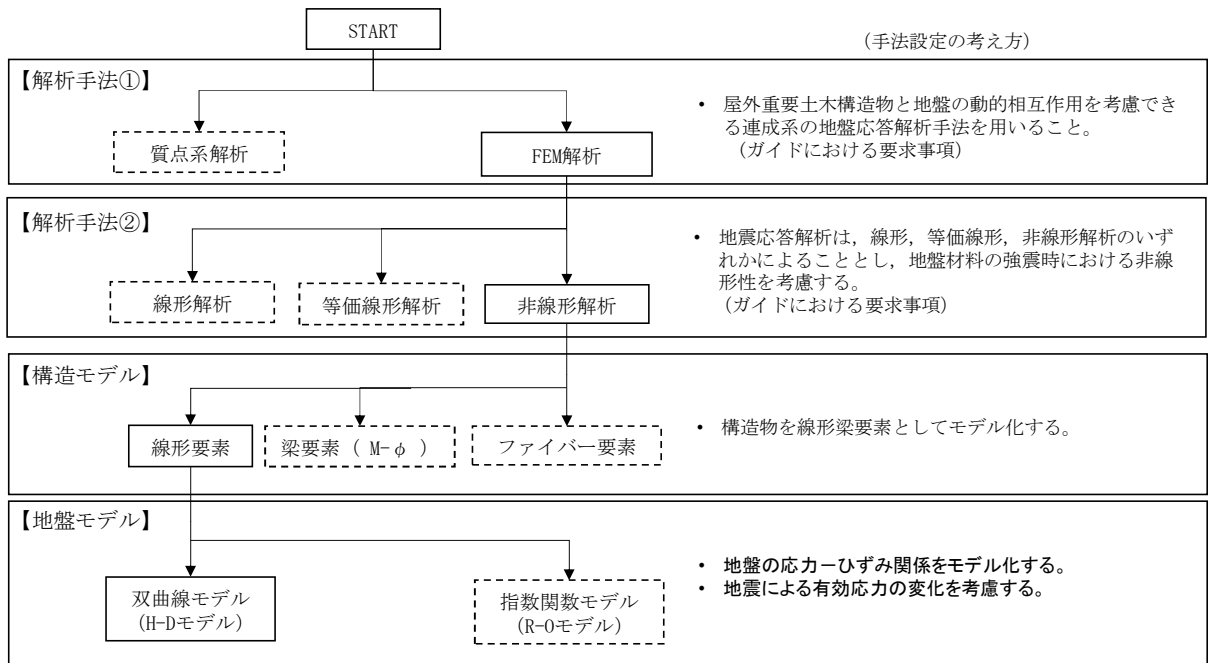 START
(手法設定の考え方)
【解析手法①】
質点系解析
FEM解析
・ 屋外重要土木構造物と地盤の動的相互作用を考慮でき
る連成系の地盤応答解析手法を用いること。
(ガイドにおける要求事項)
【解析手法②】
線形解析
等価線形解析
非線形解析
・ 地震応答解析は，線形，等価線形，非線形解析のいず
れかによることとし，地盤材料の強震時における非線
形性を考慮する。
(ガイドにおける要求事項)
【構造モデル】
線形要素
梁要素（ M-φ ）
ファイバー要素
・ 構造物を線形梁要素としてモデル化する。
【地盤モデル】
双曲線モデル
(H-Dモデル)
指数関数モデル
(R-Oモデル)
・ 地盤の応力－ひずみ関係をモデル化する。
・ 地震による有効応力の変化を考慮する。